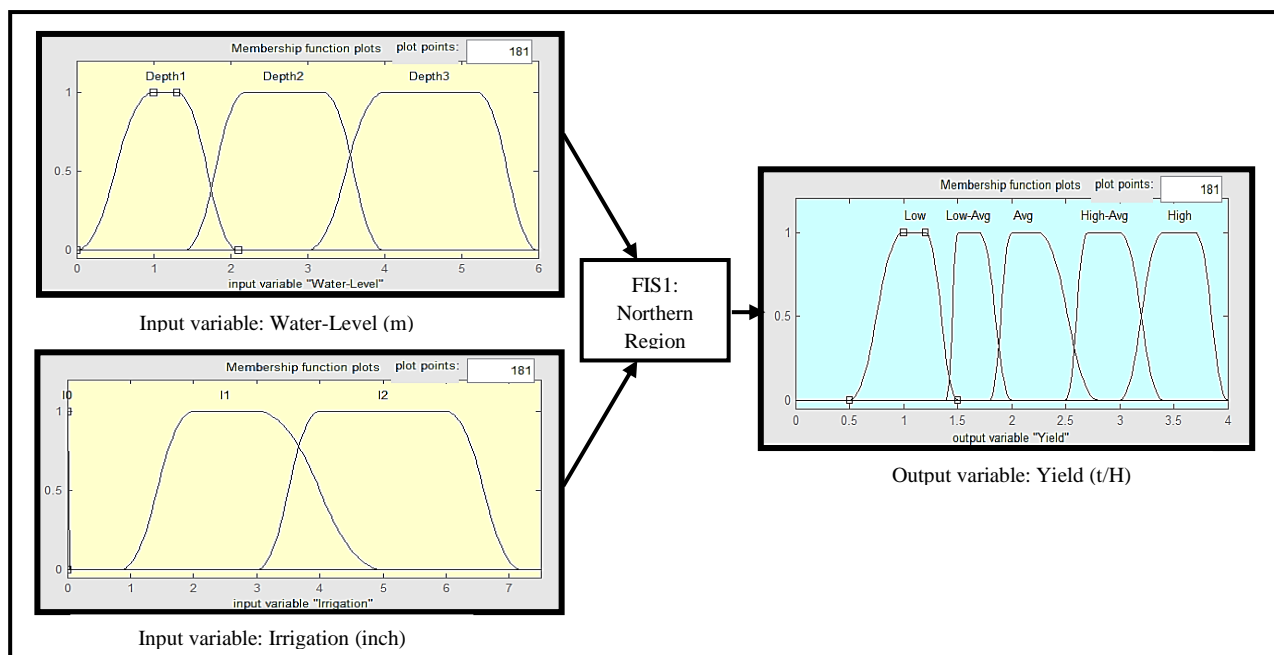 Membership function plots plot points: 181
Depth1 Depth2 Depth3
1
0.5
0
0 1 2 3 4 5 6
input variable "Water-Level"
Input variable: Water-Level (m)
Membership function plots plot points: 181
I0 I1 I2
1
0.5
0
0 1 2 3 4 5 6 7
input variable "Irrigation"
Input variable: Irrigation (inch)
FIS1:
Northern
Region
Membership function plots plot points: 181
Low Low-Avg Avg High-Avg High
1
0.5
0
0 0.5 1 1.5 2 2.5 3 3.5 4
output variable "Yield"
Output variable: Yield (t/H)